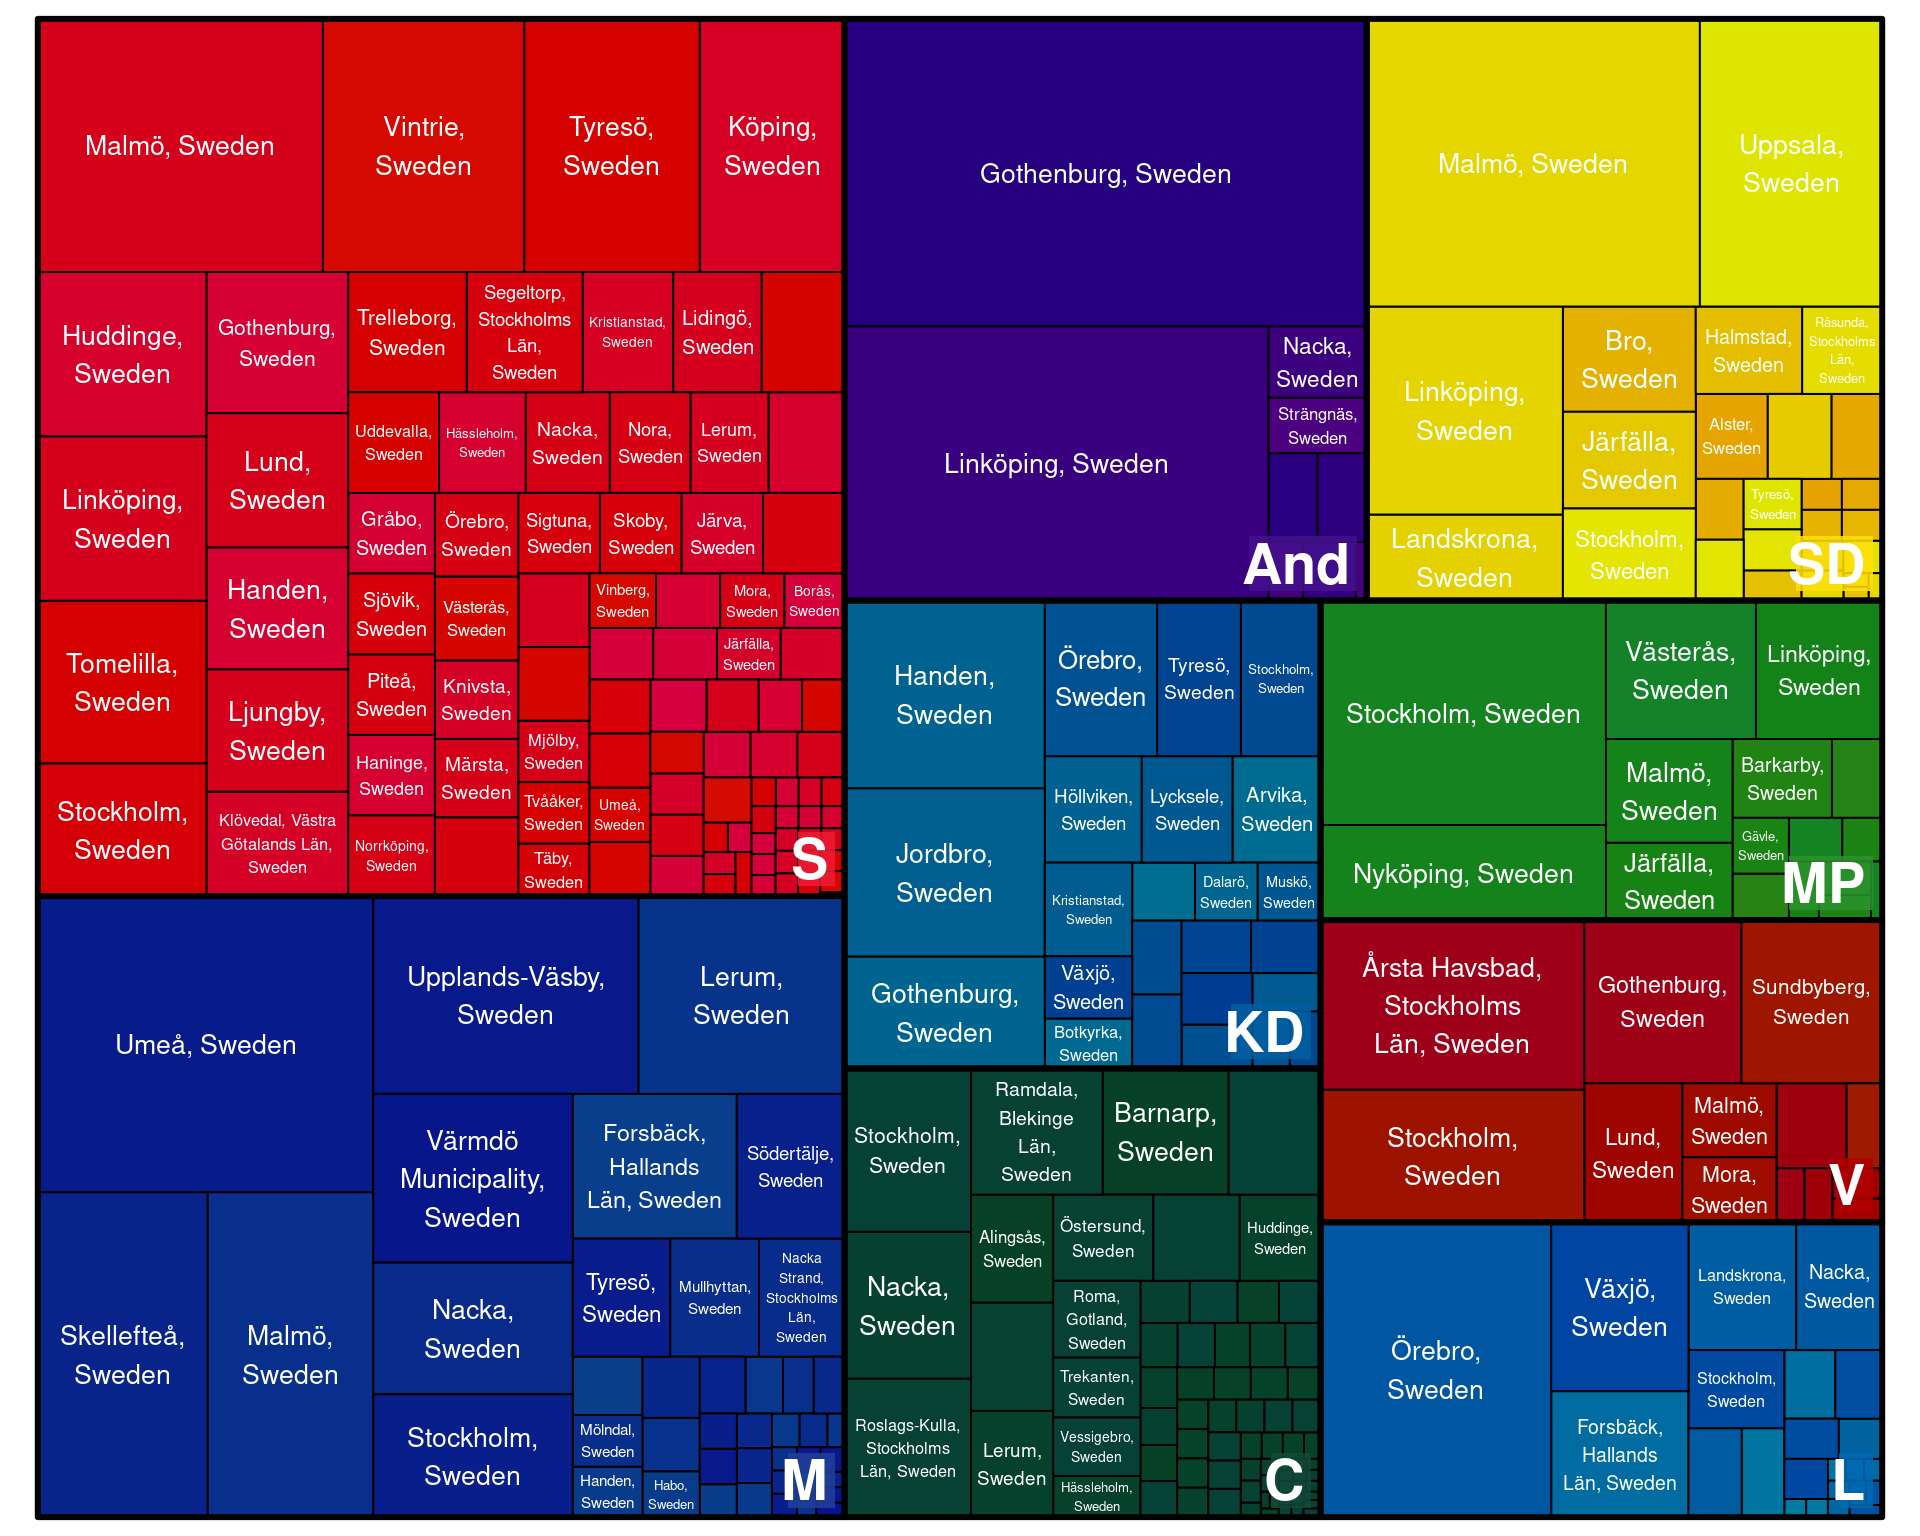 Malmö, Sweden
Vintrie,
Sweden
Tyresö,
Sweden
Köping,
Sweden
Huddinge,
Sweden
Gothenburg,
Sweden
Trelleborg,
Sweden
Segeltorp,
Stockholms
Län,
Sweden
Kristianstad,
Sweden
Lidingö,
Sweden
Uddevalla,
Sweden
Hässleholm,
Sweden
Nacka,
Sweden
Nora,
Sweden
Lerum,
Sweden
Linköping,
Sweden
Lund,
Sweden
Gråbo,
Sweden
Örebro,
Sweden
Sigtuna,
Sweden
Skoby,
Sweden
Järva,
Sweden
Handen,
Sweden
Sjövik,
Sweden
Västerås,
Sweden
Vinberg,
Sweden
Mora,
Sweden
Borås,
Sweden
Järfälla,
Sweden
Tomelilla,
Sweden
Ljungby,
Sweden
Piteå,
Sweden
Knivsta,
Sweden
Mjölby,
Sweden
Haninge,
Sweden
Märsta,
Sweden
Tvååker,
Sweden
Umeå,
Sweden
Stockholm,
Sweden
Klövedal, Västra
Götalands Län,
Sweden
Norrköping,
Sweden
Täby,
Sweden
S
Gothenburg, Sweden
Linköping, Sweden
Nacka,
Sweden
Strängnäs,
Sweden
And
Malmö, Sweden
Uppsala,
Sweden
Linköping,
Sweden
Bro,
Sweden
Halmstad,
Sweden
Råsunda,
Stockholms
Län,
Sweden
Järfälla,
Sweden
Alster,
Sweden
Tyresö,
Sweden
Landskrona,
Sweden
Stockholm,
Sweden
SD
Handen,
Sweden
Örebro,
Sweden
Tyresö,
Sweden
Stockholm,
Sweden
Höllviken,
Sweden
Lycksele,
Sweden
Arvika,
Sweden
Jordbro,
Sweden
Kristianstad,
Sweden
Dalarö,
Sweden
Muskö,
Sweden
Gothenburg,
Sweden
Växjö,
Sweden
Botkyrka,
Sweden
KD
Stockholm, Sweden
Västerås,
Sweden
Linköping,
Sweden
Malmö,
Sweden
Barkarby,
Sweden
Gävle,
Sweden
Nyköping, Sweden
Järfälla,
Sweden
MP
Årsta Havsbad,
Stockholms
Län, Sweden
Gothenburg,
Sweden
Sundbyberg,
Sweden
Stockholm,
Sweden
Lund,
Sweden
Malmö,
Sweden
Mora,
Sweden
V
Umeå, Sweden
Upplands-Väsby,
Sweden
Lerum,
Sweden
Värmdö
Municipality,
Sweden
Forsbäck,
Hallands
Län, Sweden
Södertälje,
Sweden
Skellefteå,
Sweden
Malmö,
Sweden
Nacka,
Sweden
Tyresö,
Sweden
Mullhyttan,
Sweden
Nacka
Strand,
Stockholms
Län,
Sweden
Stockholm,
Sweden
Mölndal,
Sweden
Handen,
Sweden
Habo,
Sweden
M
Stockholm,
Sweden
Ramdala,
Blekinge
Län,
Sweden
Barnarp,
Sweden
Nacka,
Sweden
Alingsås,
Sweden
Östersund,
Sweden
Huddinge,
Sweden
Roma,
Gotland,
Sweden
Trekanten,
Sweden
Roslags-Kulla,
Stockholms
Län, Sweden
Lerum,
Sweden
Vessigebro,
Sweden
Hässleholm,
Sweden
C
Örebro,
Sweden
Växjö,
Sweden
Landskrona,
Sweden
Nacka,
Sweden
Forsbäck,
Hallands
Län, Sweden
Stockholm,
Sweden
L